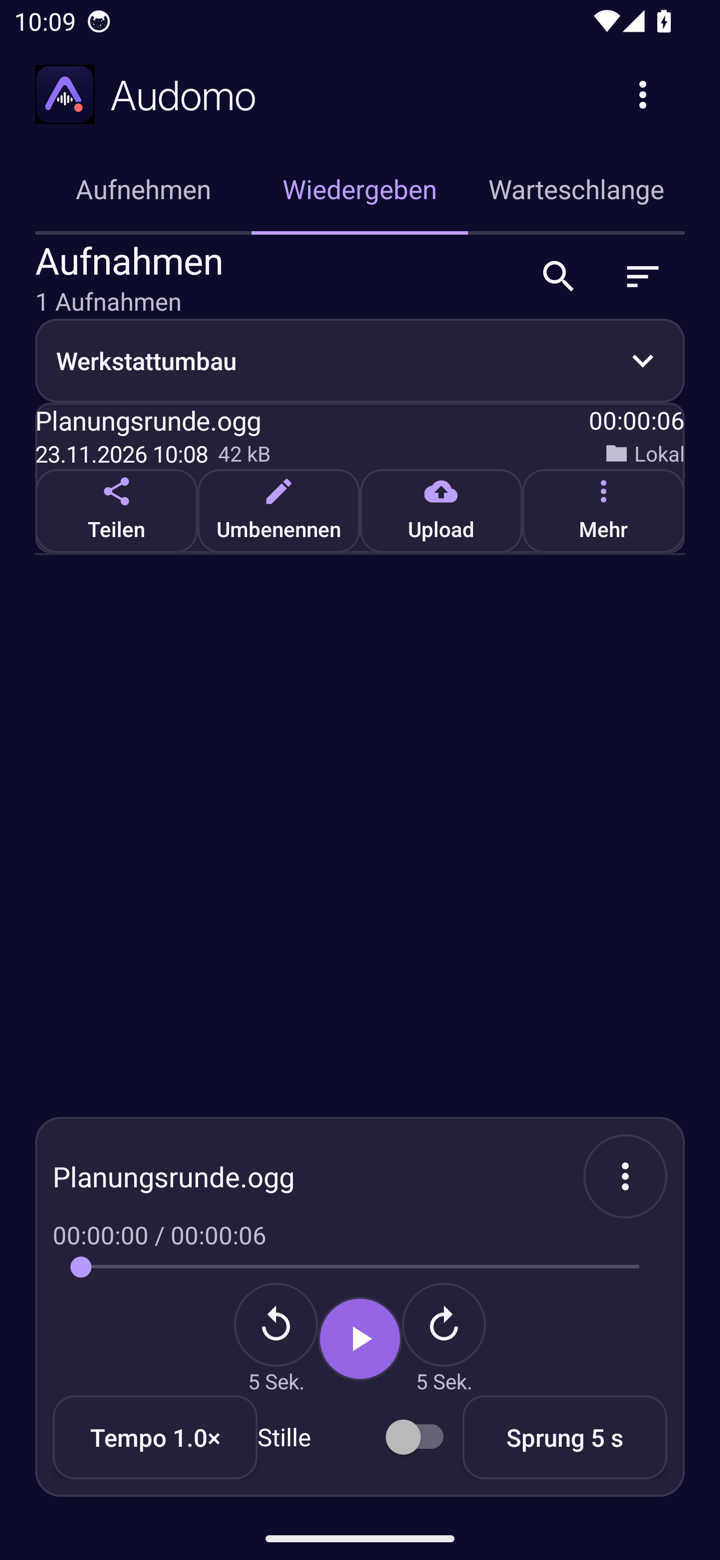 10:09
Audomo
Aufnehmen Wiedergeben Warteschlange
Aufnahmen
1 Aufnahmen
Werkstattumbau
Planungsrunde.ogg 00:00:06
23.11.2026 10:08 42 kB Lokal
Teilen Umbenennen Upload Mehr
Planungsrunde.ogg
00:00:00 / 00:00:06
5 Sek. 5 Sek.
Tempo 1.0× Stille Sprung 5 s